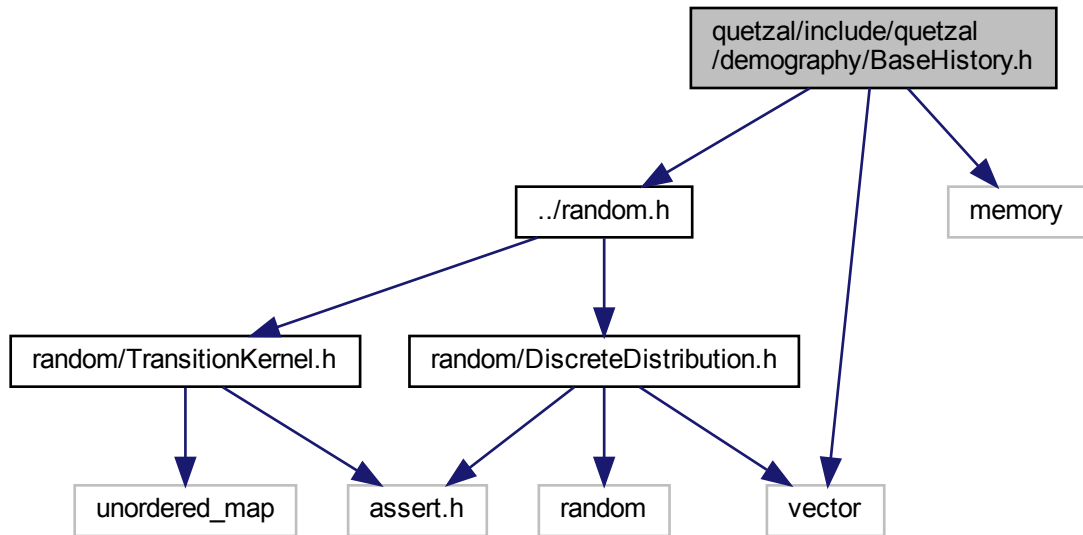 quetzal/include/quetzal
/demography/BaseHistory.h
../random.h
memory
random/TransitionKernel.h
random/DiscreteDistribution.h
unordered_map
assert.h
random
vector